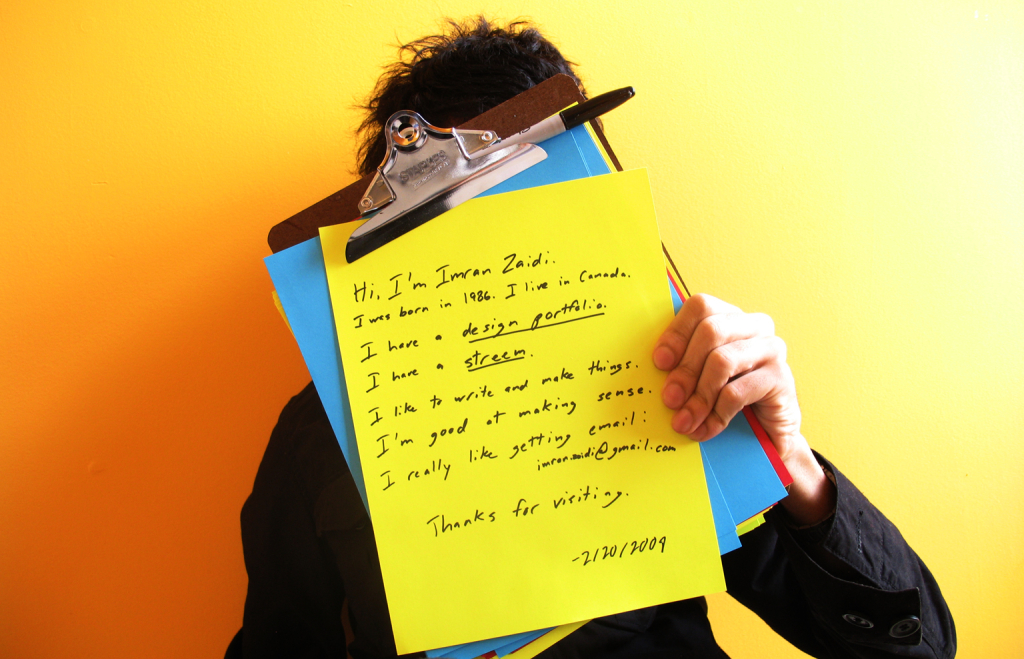 Hi, I'm Imran Zaidi.
I was born in 1986. I live in Canada.
I have a design portfolio.
I have a streem.
I like to write and make things.
I'm good at making sense.
I really like getting email:
imran.zaidi@gmail.com
Thanks for visiting.
-2/20/2009